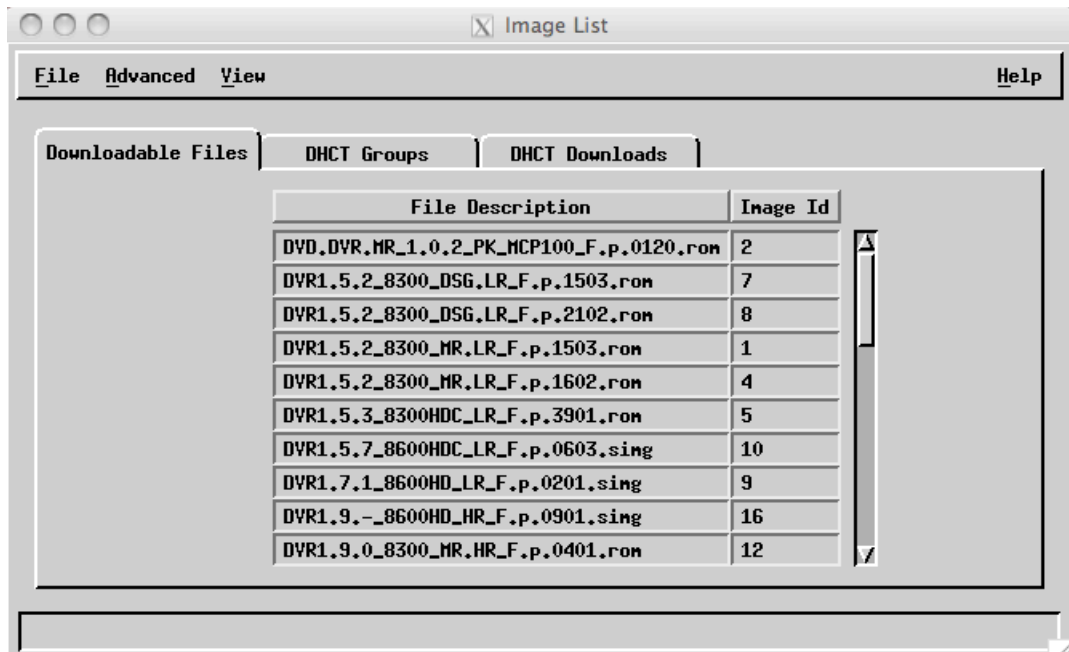 Image List
File Advanced View Help
Downloadable Files DHCT Groups DHCT Downloads
File Description Image Id
DVD.DVR.MR_1.0.2_PK_MCP100_F.p.0120.rom 2
DVR1.5.2_8300_DSG.LR_F.p.1503.rom 7
DVR1.5.2_8300_DSG.LR_F.p.2102.rom 8
DVR1.5.2_8300_MR.LR_F.p.1503.rom 1
DVR1.5.2_8300_MR.LR_F.p.1602.rom 4
DVR1.5.3_8300HDC_LR_F.p.3901.rom 5
DVR1.5.7_8600HDC_LR_F.p.0603.simg 10
DVR1.7.1_8600HD_LR_F.p.0201.simg 9
DVR1.9.-_8600HD_HR_F.p.0901.simg 16
DVR1.9.0_8300_MR.HR_F.p.0401.rom 12